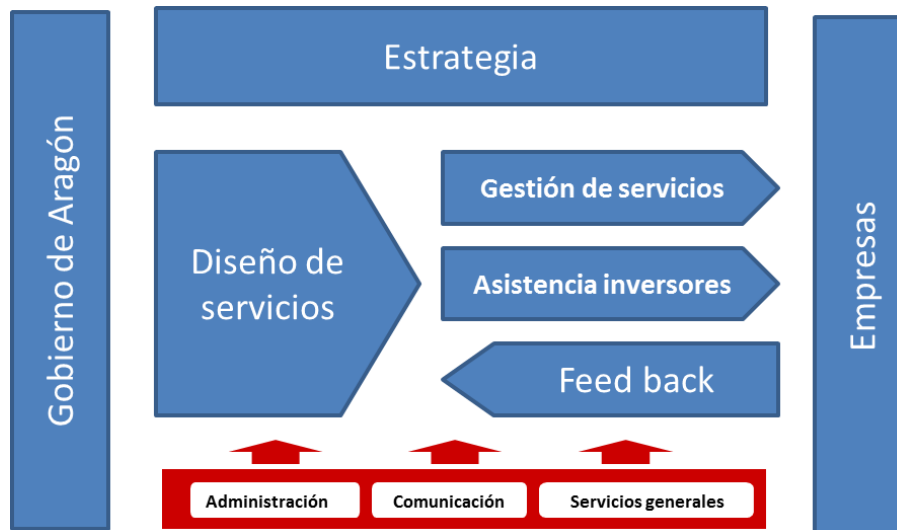 Gobierno de Aragón
Estrategia
Diseño de
servicios
Gestión de servicios
Asistencia inversores
Feed back
Empresas
Administración
Comunicación
Servicios generales